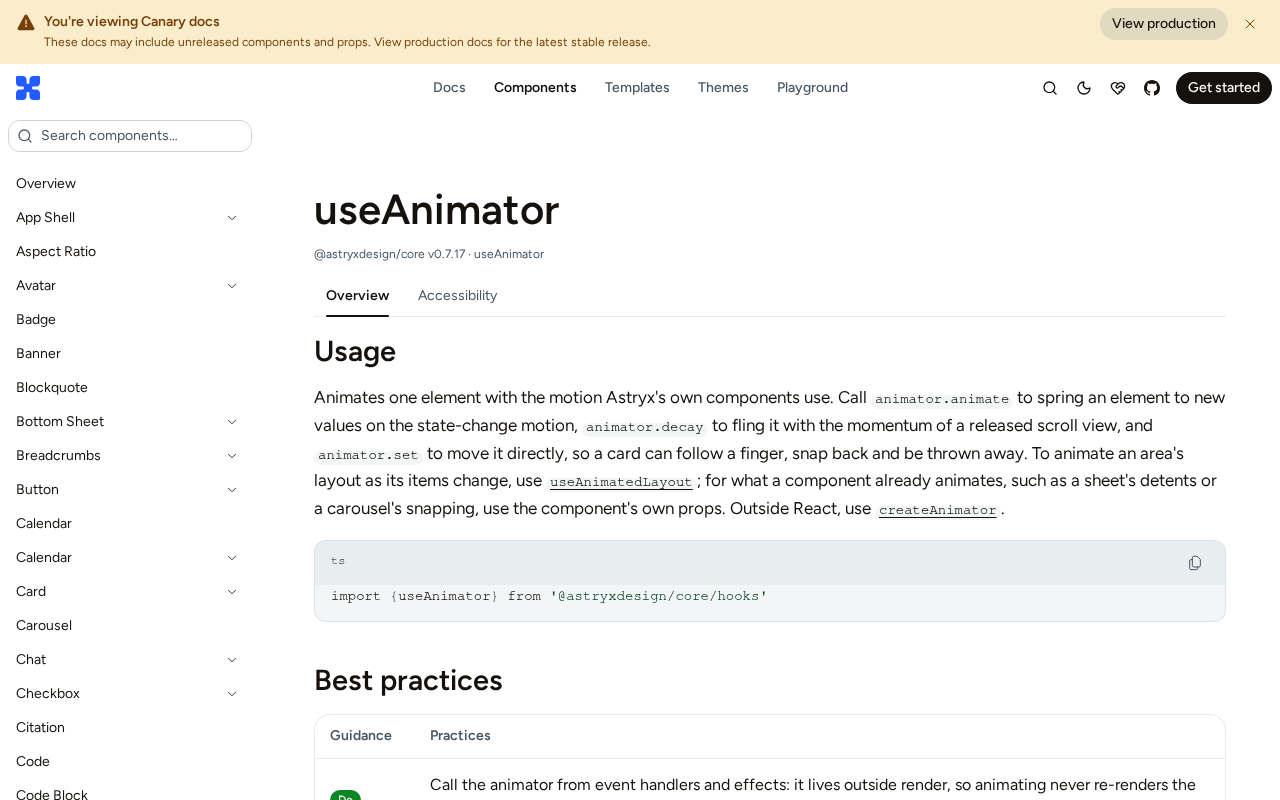 You're viewing Canary docs
These docs may include unreleased components and props. View production docs for the latest stable release.
View production
Docs
Components
Templates
Themes
Playground
Get started
Search components…
Overview
App Shell
Aspect Ratio
Avatar
Badge
Banner
Blockquote
Bottom Sheet
Breadcrumbs
Button
Calendar
Calendar
Card
Carousel
Chat
Checkbox
Citation
Code
Code Block
useAnimator
@astryxdesign/core v0.7.17 · useAnimator
Overview
Accessibility
Usage
Animates one element with the motion Astryx's own components use. Call animator.animate to spring an element to new
values on the state-change motion, animator.decay to fling it with the momentum of a released scroll view, and
animator.set to move it directly, so a card can follow a finger, snap back and be thrown away. To animate an area's
layout as its items change, use useAnimatedLayout; for what a component already animates, such as a sheet's detents or
a carousel's snapping, use the component's own props. Outside React, use createAnimator.
ts
import {useAnimator} from '@astryxdesign/core/hooks'
Best practices
Guidance
Practices
Do
Call the animator from event handlers and effects: it lives outside render, so animating never re-renders the